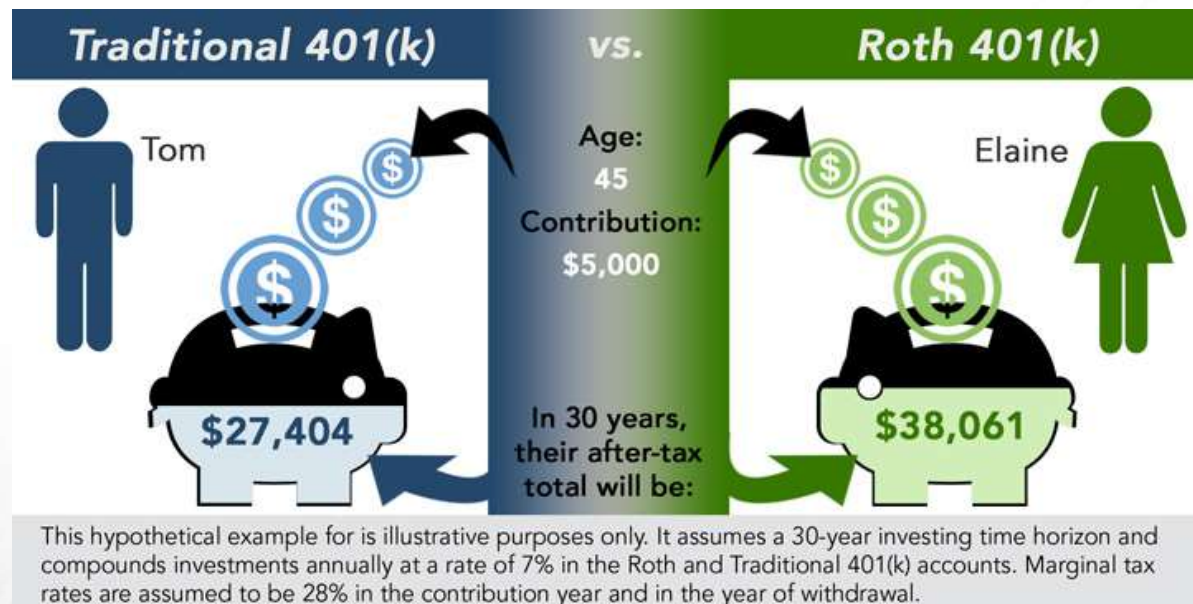 Traditional 401(k)
vs.
Roth 401(k)
Tom
Age:
45
Contribution:
$5,000
Elaine
$
$
$
$
$
$
$27,404
In 30 years,
their after-tax
total will be:
$38,061
This hypothetical example for is illustrative purposes only. It assumes a 30-year investing time horizon and
compounds investments annually at a rate of 7% in the Roth and Traditional 401(k) accounts. Marginal tax
rates are assumed to be 28% in the contribution year and in the year of withdrawal.